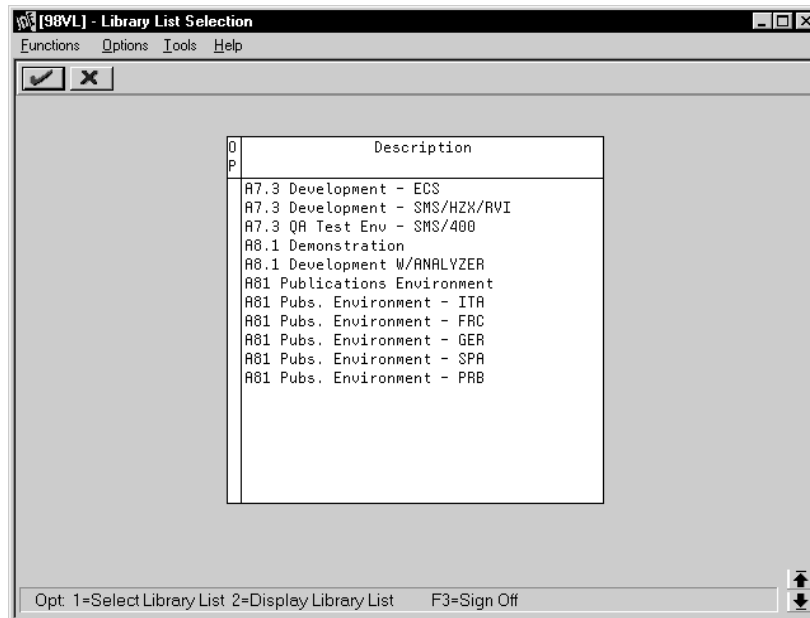 [98VL] - Library List Selection
Functions Options Tools Help
O
P
Description
A7.3 Development - ECS
A7.3 Development - SMS/HZX/RVI
A7.3 QA Test Env - SMS/400
A8.1 Demonstration
A8.1 Development W/ANALYZER
A81 Publications Environment
A81 Pubs. Environment - ITA
A81 Pubs. Environment - FRC
A81 Pubs. Environment - GER
A81 Pubs. Environment - SPA
A81 Pubs. Environment - PRB
Opt: 1=Select Library List 2=Display Library List F3=Sign Off